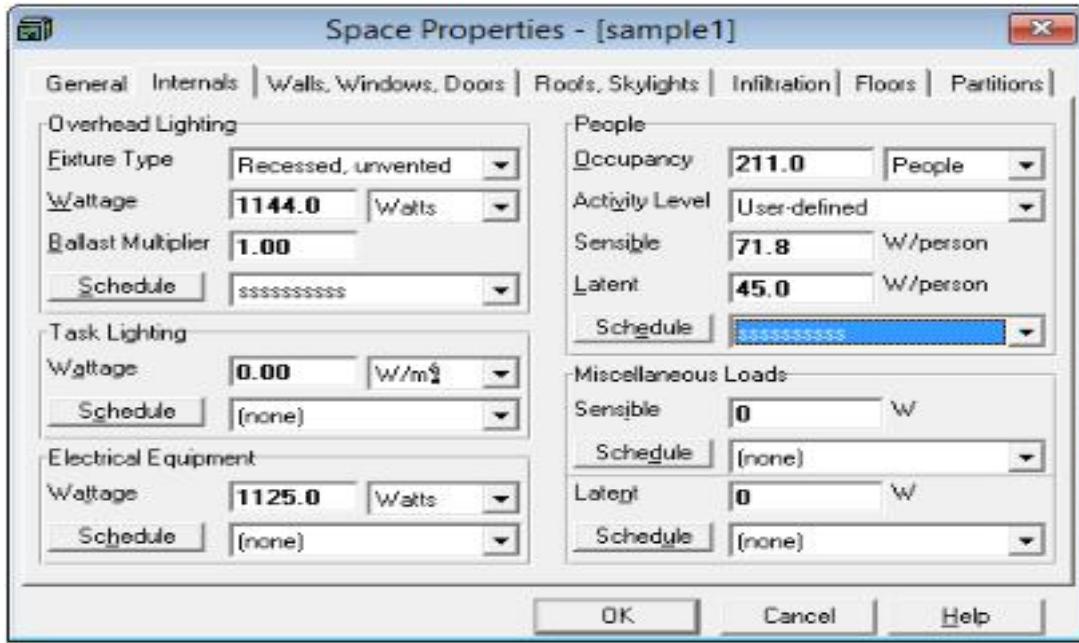 Space Properties - [sample1]
General Internals Walls, Windows, Doors Roofs, Skylights Infiltration Floors Partitions
Overhead Lighting
Fixture Type Recessed, unvented
Wattage 1144.0 Watts
Ballast Multiplier 1.00
Schedule ssssssssss
Task Lighting
Wattage 0.00 W/m²
Schedule (none)
Electrical Equipment
Wattage 1125.0 Watts
Schedule (none)
People
Occupancy 211.0 People
Activity Level User-defined
Sensible 71.8 W/person
Latent 45.0 W/person
Schedule ssssssssss
Miscellaneous Loads
Sensible 0 W
Schedule (none)
Latent 0 W
Schedule (none)
OK Cancel Help